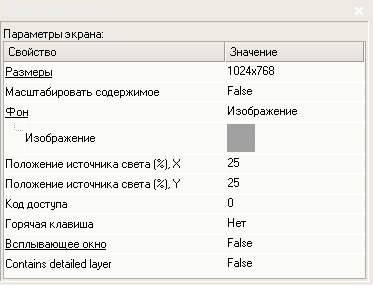 Параметры экрана:
Свойство Значение
Размеры 1024x768
Масштабировать содержимое False
Фон Изображение
Изображение
Положение источника света (%), X 25
Положение источника света (%), Y 25
Код доступа 0
Горячая клавиша Нет
Всплывающее окно False
Contains detailed layer False